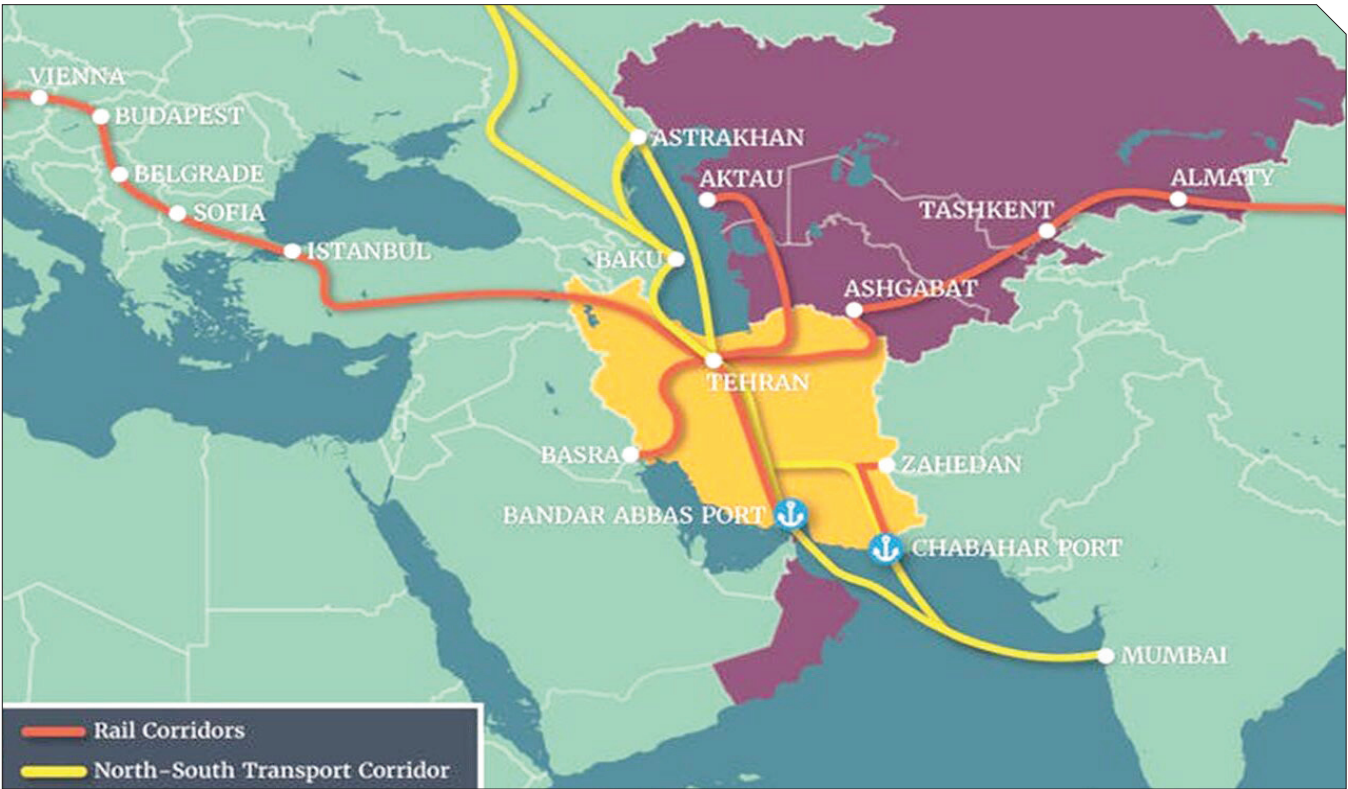 VIENNA
BUDAPEST
ASTRAKHAN
BELGRADE
AKTAU
ALMATY
SOFIA
TASHKENT
ISTANBUL
BAKU
ASHGABAT
TEHRAN
BASRA
ZAHEDAN
BANDAR ABBAS PORT
CHABAHAR PORT
MUMBAI
Rail Corridors
North–South Transport Corridor